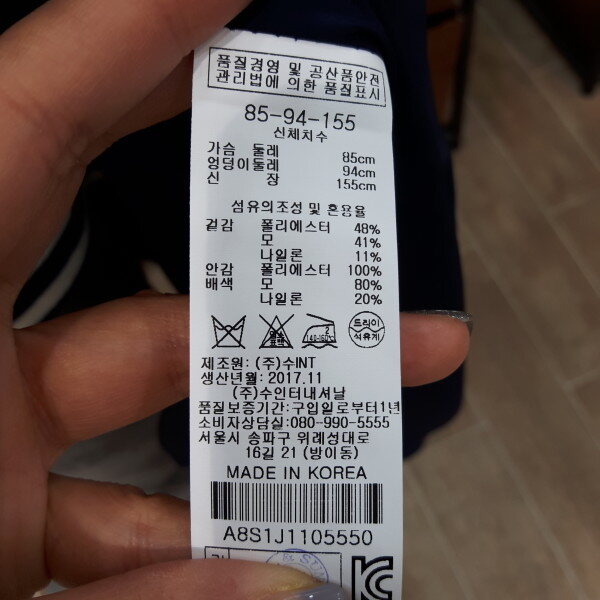 품질경영 및 공산품안전
관리법에 의한 품질표시
85-94-155
신체치수
가슴 둘레 85cm
엉덩이둘레 94cm
신 장 155cm
섬유의조성 및 혼용율
겉감 폴리에스터 48%
모 41%
나일론 11%
안감 폴리에스터 100%
배색 모 80%
나일론 20%
2
140-160℃
드라이
석유계
제조원: (주)수INT
생산년월: 2017.11
(주)수인터내셔날
품질보증기간:구입일로부터1년
소비자상담실:080-990-5555
서울시 송파구 위례성대로
16길 21 (방이동)
MADE IN KOREA
A8S1J1105550